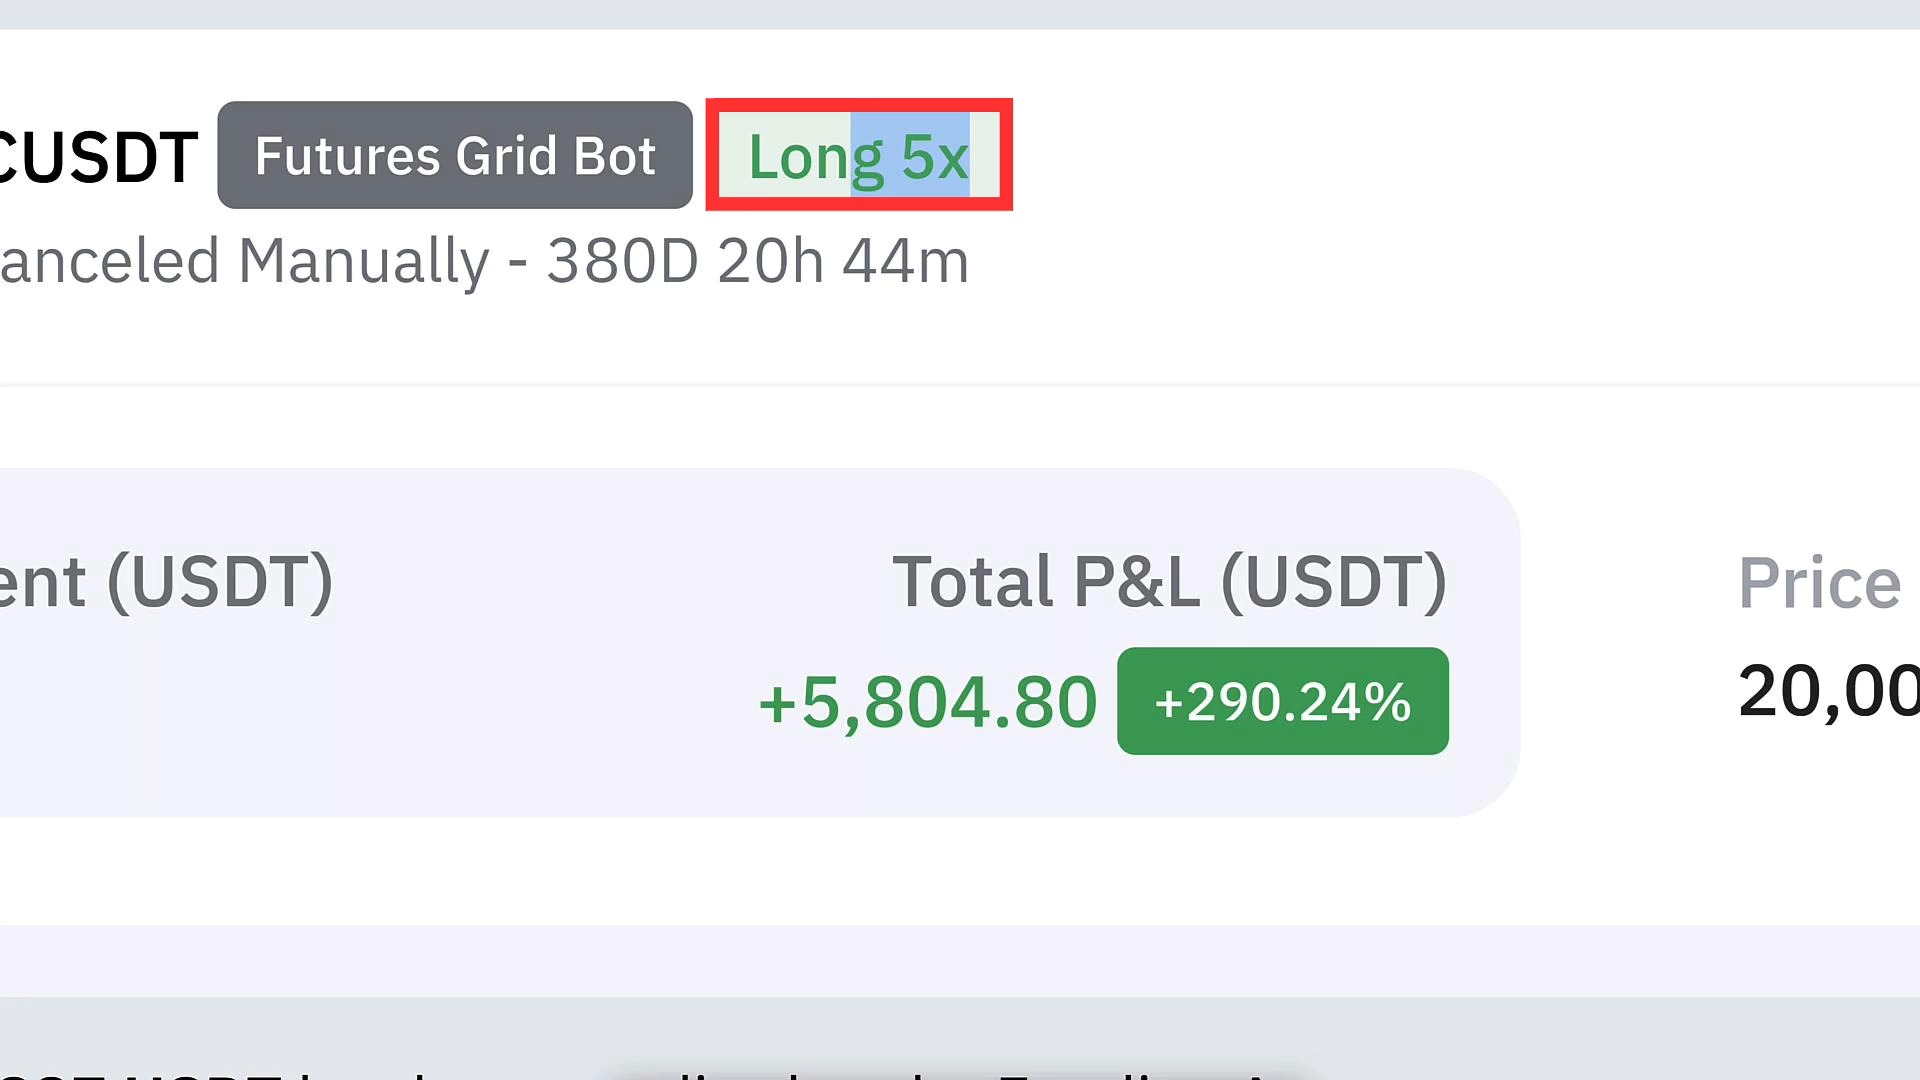 CUSDT Futures Grid Bot Long 5x
anceled Manually - 380D 20h 44m
ent (USDT) Total P&L (USDT) Price
+5,804.80 +290.24% 20,00